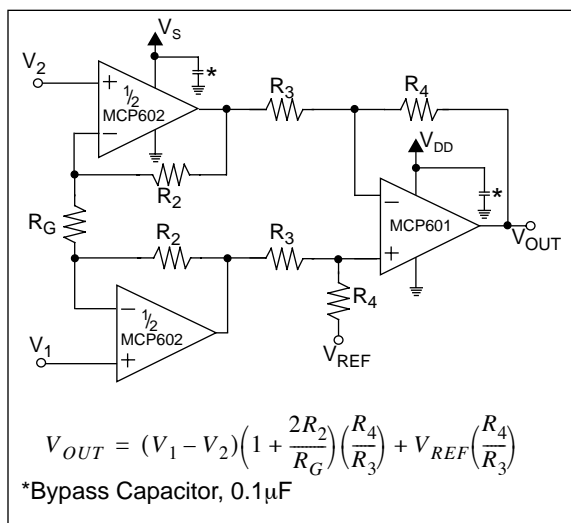 V_S
V_2
*
+
1/2
MCP602
−
R_3
R_4
V_DD
*
R_2
R_G
−
MCP601
+
V_OUT
R_2
R_3
R_4
−
1/2
MCP602
+
V_1
V_REF
V_OUT = (V_1 − V_2)(1 + 2R_2/R_G)(R_4/R_3) + V_REF(R_4/R_3)
*Bypass Capacitor, 0.1µF